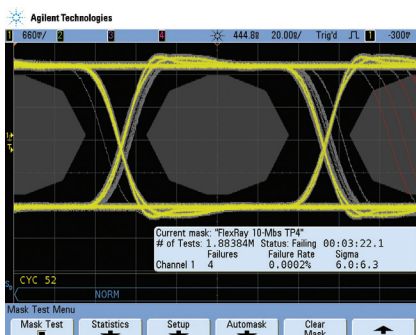 Agilent Technologies
1 660▽/ 2 3 4 444.8▽ 20.00▽/ Trig'd 1 -300▽
Current mask: "FlexRay 10-Mbs TP4"
# of Tests: 1.88384M Status: Failing 00:03:22.1
Failures Failure Rate Sigma
Channel 1 4 0.0002% 6.0:6.3
CYC 52
NORM
Mask Test Menu
Mask Test Statistics Setup Automask Clear
Mask